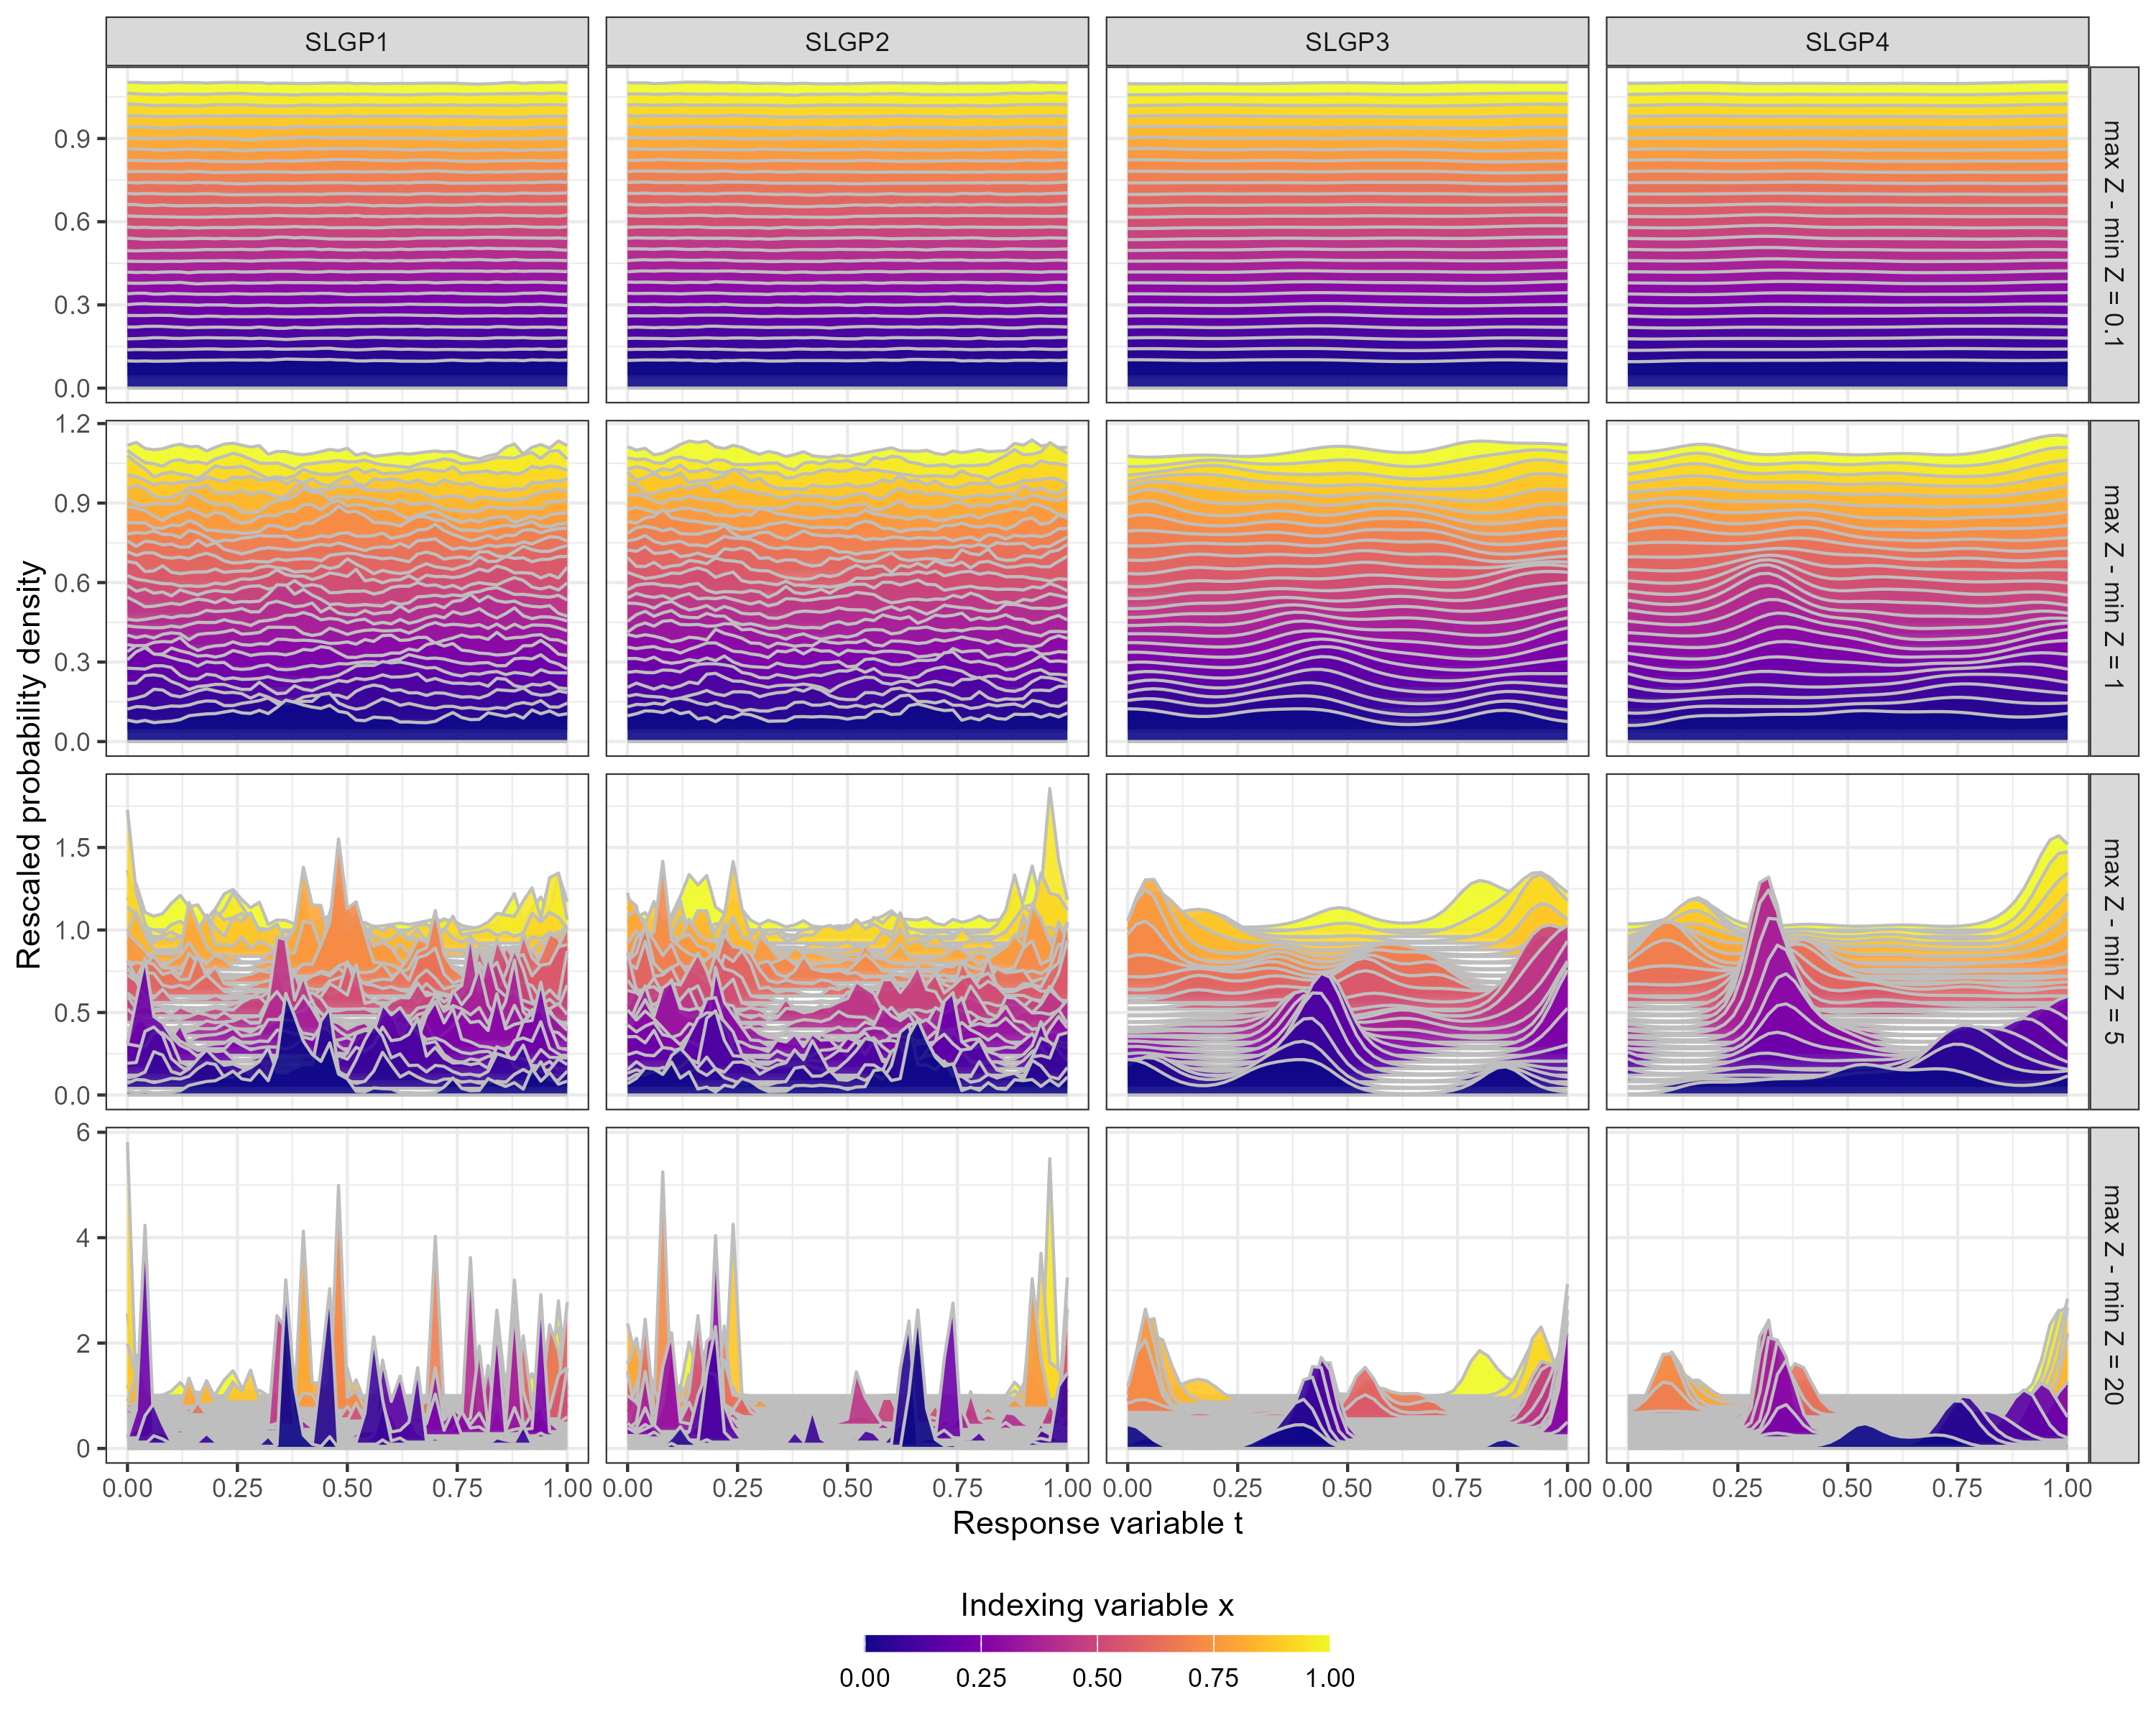 SLGP1 SLGP2 SLGP3 SLGP4
0.9
0.6
0.3
0.0
max Z - min Z = 0.1
1.2
0.9
0.6
0.3
0.0
max Z - min Z = 1
1.5
1.0
0.5
0.0
max Z - min Z = 5
6
4
2
0
max Z - min Z = 20
Rescaled probability density
0.00 0.25 0.50 0.75 1.00 0.00 0.25 0.50 0.75 1.00 0.00 0.25 0.50 0.75 1.00 0.00 0.25 0.50 0.75 1.00
Response variable t
Indexing variable x
0.00 0.25 0.50 0.75 1.00